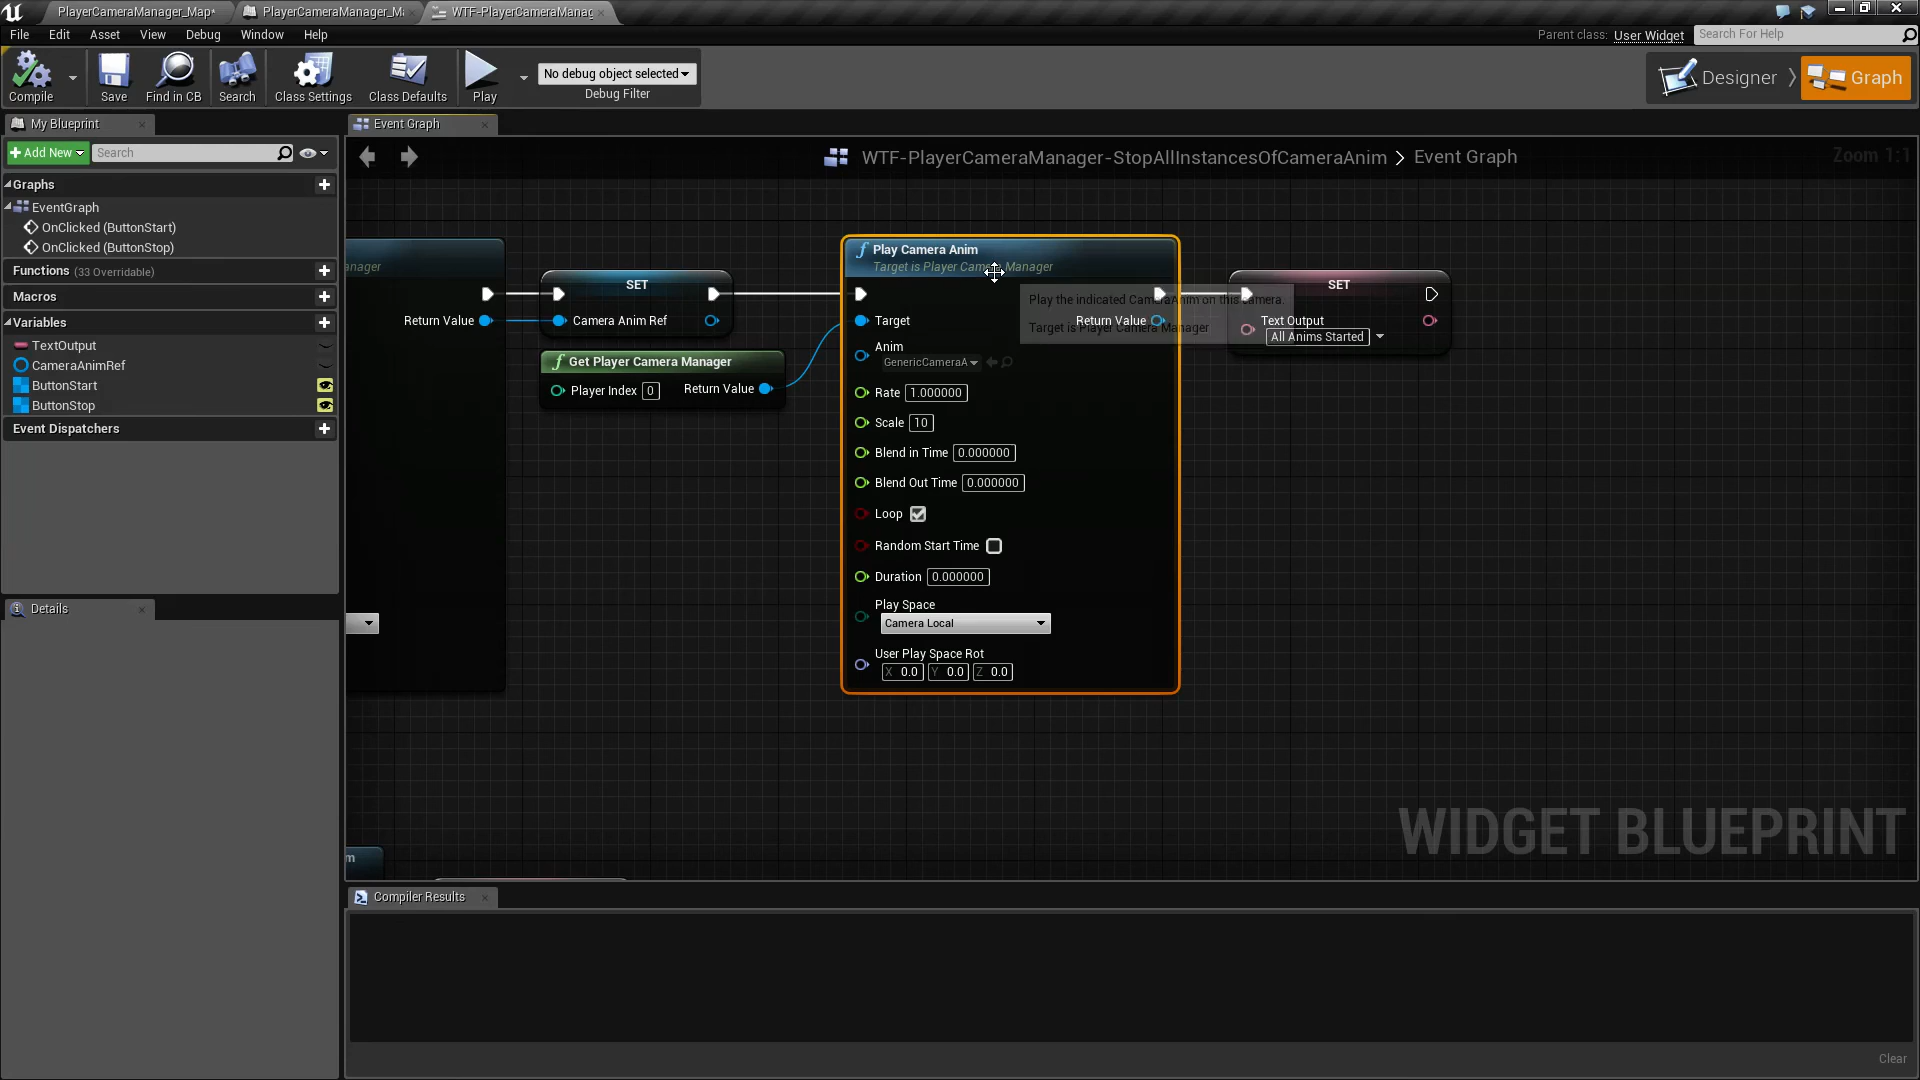 PlayerCameraManager_Map*
PlayerCameraManager_Ma
WTF-PlayerCameraManag
File Edit Asset View Debug Window Help
Parent class: User Widget
Search For Help
Compile
Save
Find in CB
Search
Class Settings
Class Defaults
Play
No debug object selected
Debug Filter
Designer
Graph
My Blueprint
Event Graph
Add New
Search
WTF-PlayerCameraManager-StopAllInstancesOfCameraAnim > Event Graph
Zoom 1:1
Graphs
EventGraph
OnClicked (ButtonStart)
OnClicked (ButtonStop)
Functions (33 Overridable)
Macros
Variables
TextOutput
CameraAnimRef
ButtonStart
ButtonStop
Event Dispatchers
Details
anager
Return Value
SET
Camera Anim Ref
Get Player Camera Manager
Player Index 0
Return Value
Play Camera Anim
Target is Player Camera Manager
Target
Return Value
Anim
GenericCameraA
Rate 1.000000
Scale 10
Blend in Time 0.000000
Blend Out Time 0.000000
Loop
Random Start Time
Duration 0.000000
Play Space
Camera Local
User Play Space Rot
X 0.0 Y 0.0 Z 0.0
Play the indicated CameraAnim on this camera.
Target is Player Camera Manager
SET
Text Output
All Anims Started
m
WIDGET BLUEPRINT
Compiler Results
Clear